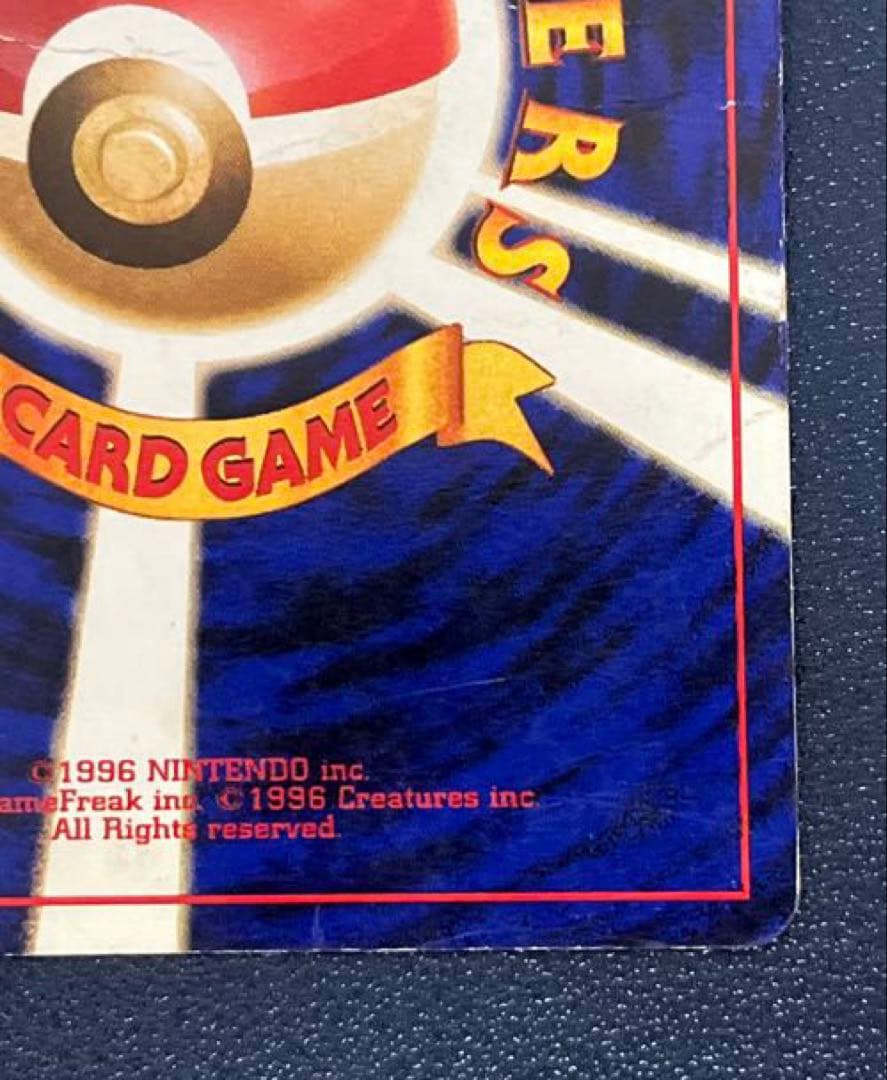 ERS
CARD GAME
©1996 NINTENDO inc.
ameFreak inc. ©1996 Creatures inc.
All Rights reserved.